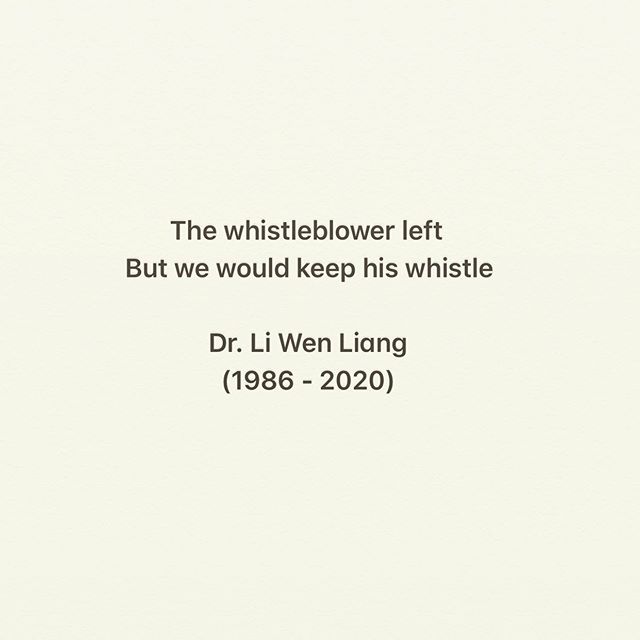 The whistleblower left
But we would keep his whistle
Dr. Li Wen Liang
(1986 - 2020)